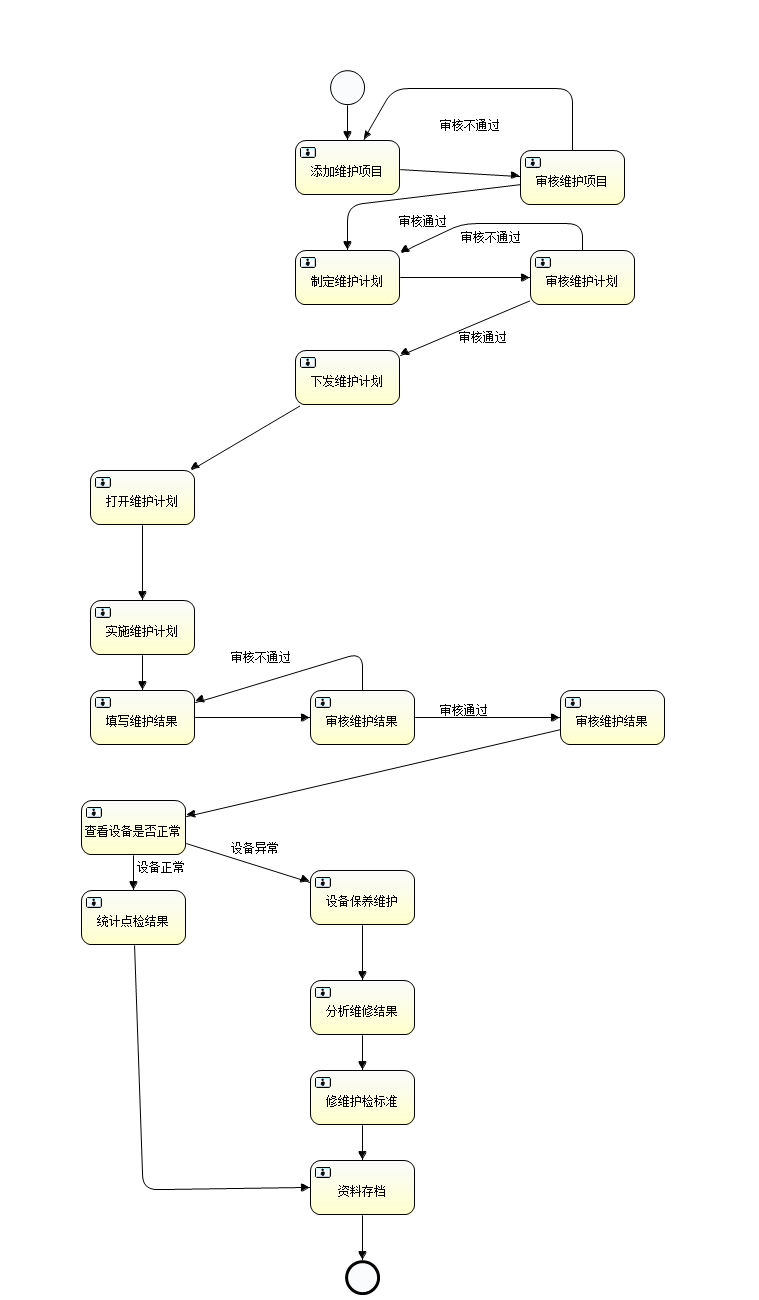 审核不通过
添加维护项目
审核维护项目
审核通过
审核不通过
制定维护计划
审核维护计划
审核通过
下发维护计划
打开维护计划
实施维护计划
审核不通过
填写维护结果
审核维护结果
审核通过
审核维护结果
查看设备是否正常
设备异常
设备正常
设备保养维护
统计点检结果
分析维修结果
修维护检标准
资料存档